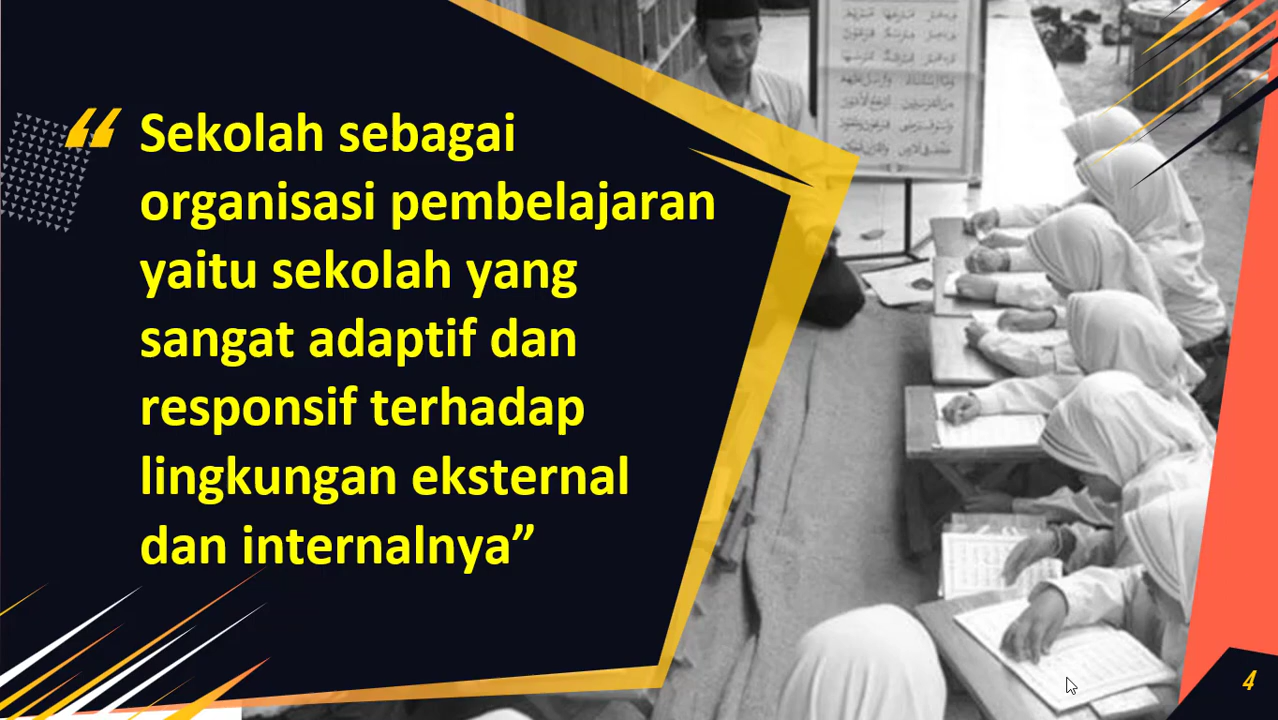 “ Sekolah sebagai
organisasi pembelajaran
yaitu sekolah yang
sangat adaptif dan
responsif terhadap
lingkungan eksternal
dan internalnya”
4